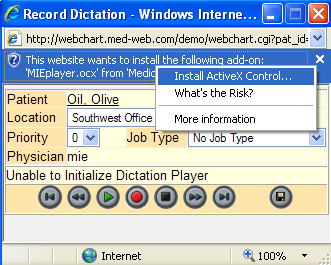 Record Dictation - Windows Interne...
http://webchart.med-web.com/demo/webchart.cgi?pat_id=
This website wants to install the following add-on:
'MIEplayer.ocx' from 'Medic
Install ActiveX Control...
What's the Risk?
More information
Patient Oil, Olive
Location Southwest Office
Priority 0 Job Type No Job Type
Physician mie
Unable to Initialize Dictation Player
Internet 100%